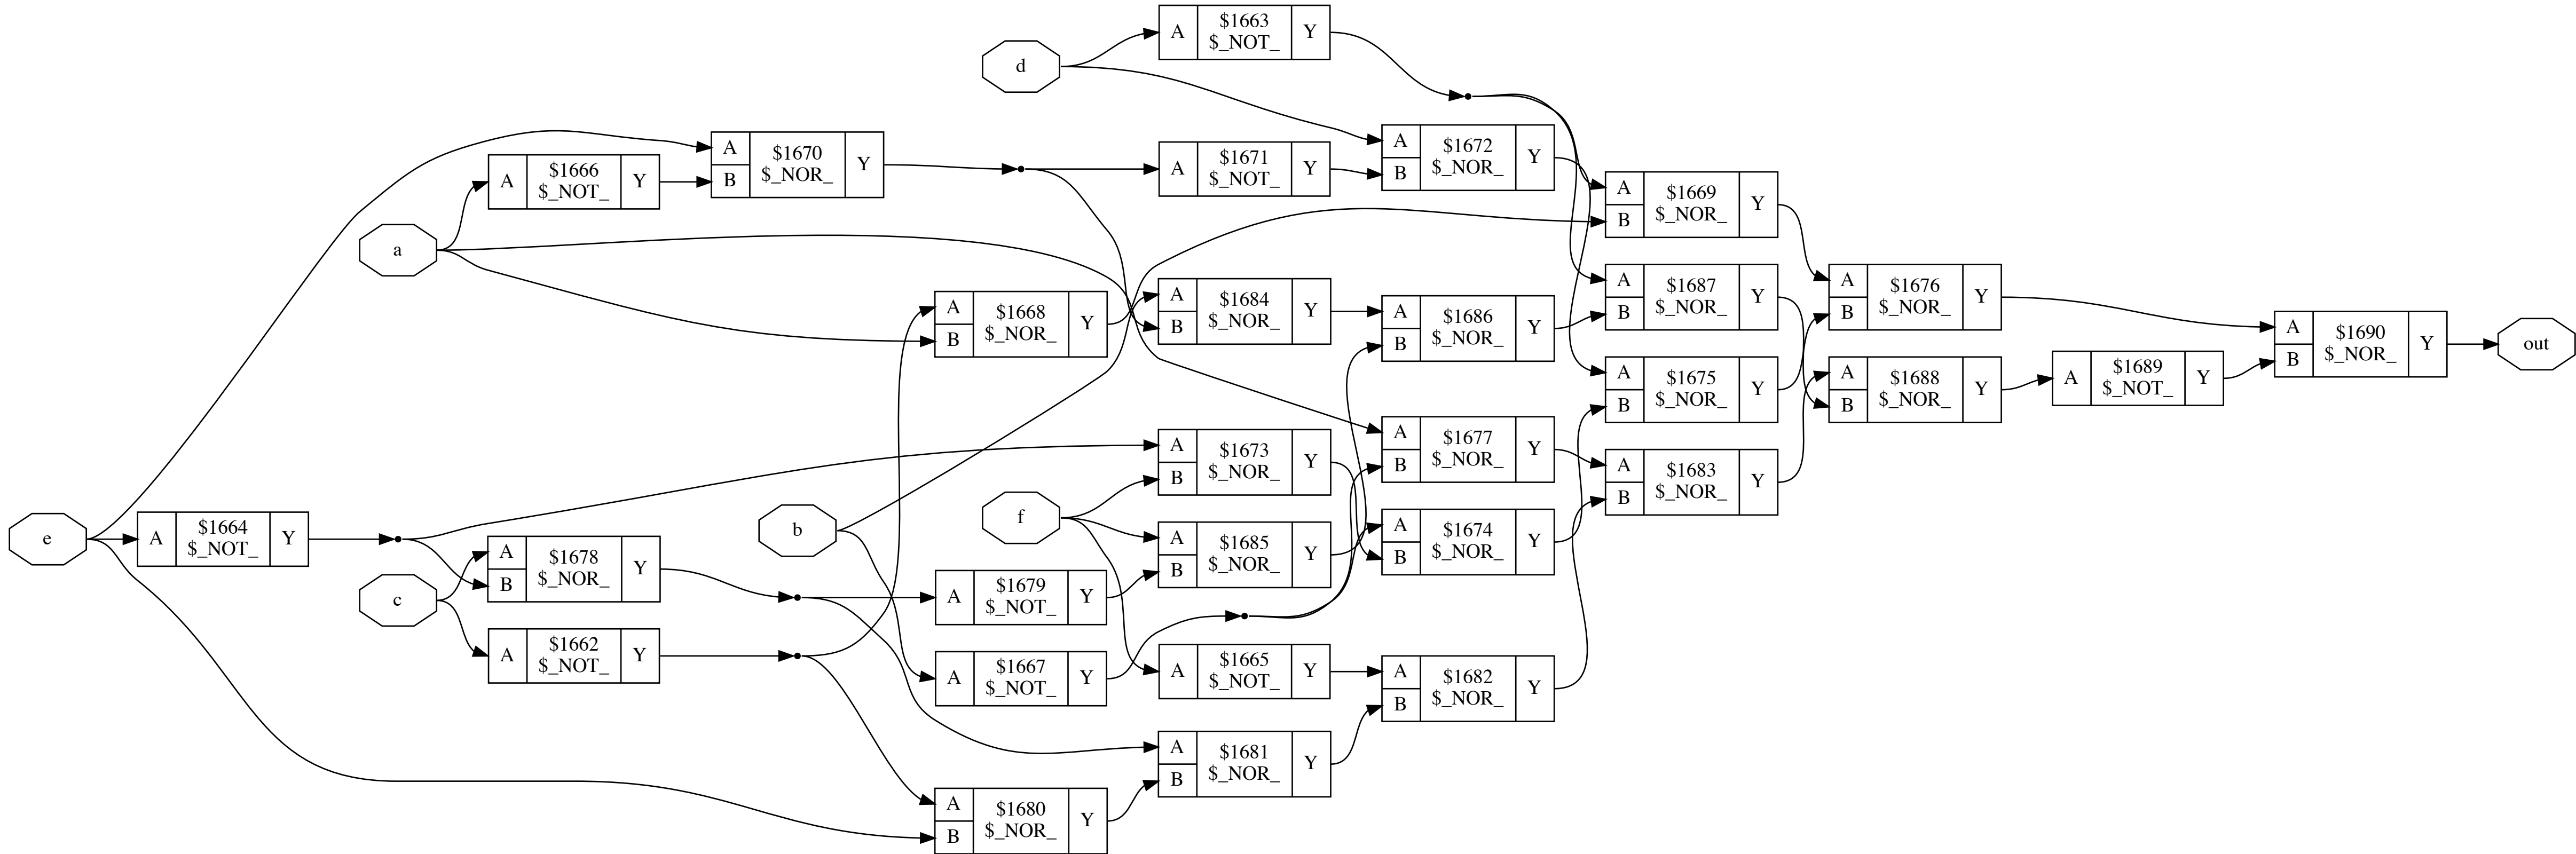 d
A
$1663
$_NOT_
Y
A
B
$1672
$_NOR_
Y
A
$1666
$_NOT_
Y
A
B
$1670
$_NOR_
Y
A
$1671
$_NOT_
Y
A
B
$1669
$_NOR_
Y
a
A
B
$1668
$_NOR_
Y
A
B
$1684
$_NOR_
Y
A
B
$1686
$_NOR_
Y
A
B
$1687
$_NOR_
Y
A
B
$1676
$_NOR_
Y
A
B
$1690
$_NOR_
Y
out
A
B
$1675
$_NOR_
Y
A
B
$1688
$_NOR_
Y
A
$1689
$_NOT_
Y
A
B
$1673
$_NOR_
Y
A
B
$1677
$_NOR_
Y
A
B
$1683
$_NOR_
Y
e
A
$1664
$_NOT_
Y
b
f
A
B
$1685
$_NOR_
Y
A
B
$1674
$_NOR_
Y
A
B
$1678
$_NOR_
Y
c
A
$1679
$_NOT_
Y
A
$1662
$_NOT_
Y
A
$1667
$_NOT_
Y
A
$1665
$_NOT_
Y
A
B
$1682
$_NOR_
Y
A
B
$1681
$_NOR_
Y
A
B
$1680
$_NOR_
Y